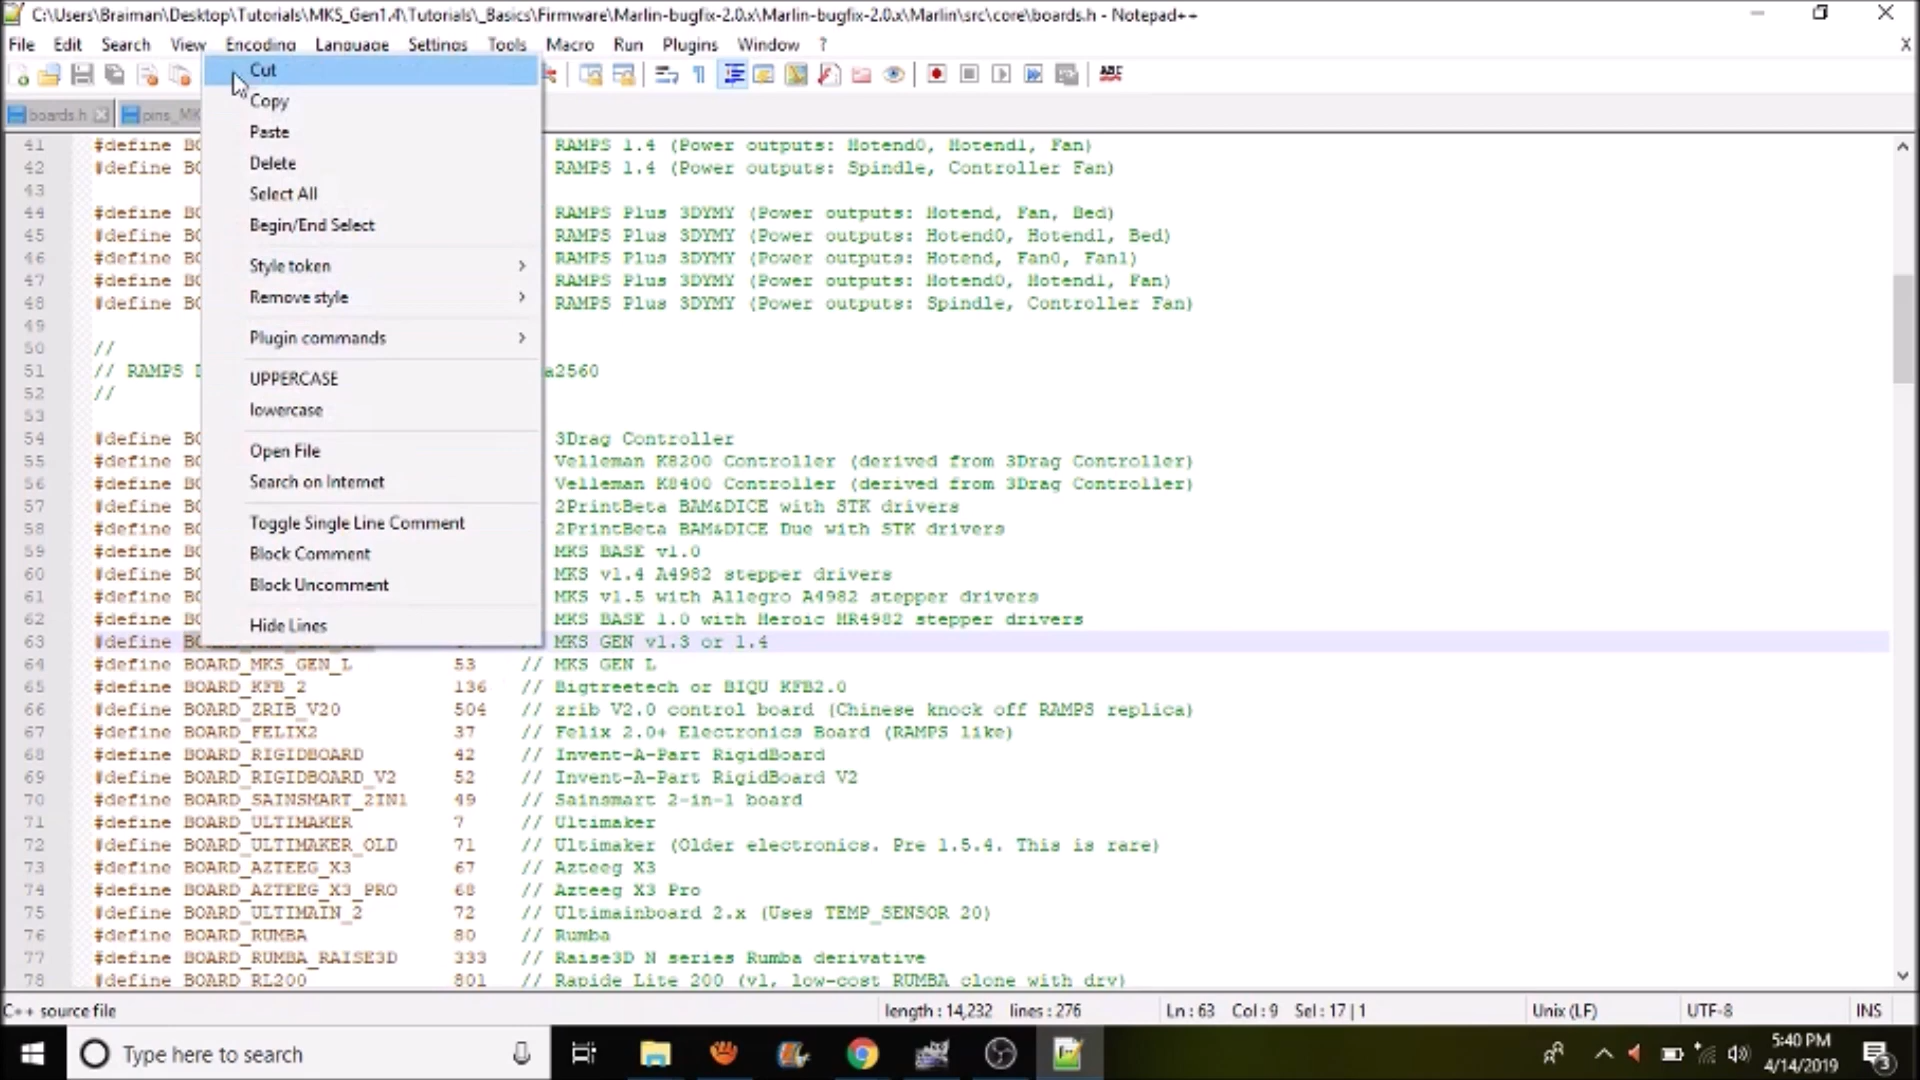 C:\Users\Braiman\Desktop\Tutorials\MKS_Gen1.4\Tutorials\_Basics\Firmware\Marlin-bugfix-2.0.x\Marlin-bugfix-2.0.x\Marlin\src\core\boards.h - Notepad++
File Edit Search View Encoding Language Settings Tools Macro Run Plugins Window ? X
ABC
boards.h pins_MK
Cut
Copy
Paste
Delete
Select All
Begin/End Select
Style token
Remove style
Plugin commands
UPPERCASE
lowercase
Open File
Search on Internet
Toggle Single Line Comment
Block Comment
Block Uncomment
Hide Lines
41 #define BO RAMPS 1.4 (Power outputs: Hotend0, Hotend1, Fan)
42 #define BO RAMPS 1.4 (Power outputs: Spindle, Controller Fan)
43
44 #define BO RAMPS Plus 3DYMY (Power outputs: Hotend, Fan, Bed)
45 #define BO RAMPS Plus 3DYMY (Power outputs: Hotend0, Hotend1, Bed)
46 #define BO RAMPS Plus 3DYMY (Power outputs: Hotend, Fan0, Fan1)
47 #define BO RAMPS Plus 3DYMY (Power outputs: Hotend0, Hotend1, Fan)
48 #define BO RAMPS Plus 3DYMY (Power outputs: Spindle, Controller Fan)
49
50 //
51 // RAMPS a2560
52 //
53
54 #define BO 3Drag Controller
55 #define BO Velleman K8200 Controller (derived from 3Drag Controller)
56 #define BO Velleman K8400 Controller (derived from 3Drag Controller)
57 #define BO 2PrintBeta BAM&DICE with STK drivers
58 #define BO 2PrintBeta BAM&DICE Due with STK drivers
59 #define BO MKS BASE v1.0
60 #define BO MKS v1.4 A4982 stepper drivers
61 #define BO MKS v1.5 with Allegro A4982 stepper drivers
62 #define BO MKS BASE 1.0 with Heroic HR4982 stepper drivers
63 #define MKS GEN v1.3 or 1.4
64 #define BOARD_MKS_GEN_L 53 // MKS GEN L
65 #define BOARD_KFB_2 136 // Bigtreetech or BIQU KFB2.0
66 #define BOARD_ZRIB_V20 504 // zrib V2.0 control board (Chinese knock off RAMPS replica)
67 #define BOARD_FELIX2 37 // Felix 2.0+ Electronics Board (RAMPS like)
68 #define BOARD_RIGIDBOARD 42 // Invent-A-Part RigidBoard
69 #define BOARD_RIGIDBOARD_V2 52 // Invent-A-Part RigidBoard V2
70 #define BOARD_SAINSMART_2IN1 49 // Sainsmart 2-in-1 board
71 #define BOARD_ULTIMAKER 7 // Ultimaker
72 #define BOARD_ULTIMAKER_OLD 71 // Ultimaker (Older electronics. Pre 1.5.4. This is rare)
73 #define BOARD_AZTEEG_X3 67 // Azteeg X3
74 #define BOARD_AZTEEG_X3_PRO 68 // Azteeg X3 Pro
75 #define BOARD_ULTIMAIN_2 72 // Ultimainboard 2.x (Uses TEMP_SENSOR 20)
76 #define BOARD_RUMBA 80 // Rumba
77 #define BOARD_RUMBA_RAISE3D 333 // Raise3D N series Rumba derivative
78 #define BOARD_RL200 801 // Rapide Lite 200 (v1, low-cost RUMBA clone with drv)
C++ source file length : 14,232 lines : 276 Ln : 63 Col : 9 Sel : 17 | 1 Unix (LF) UTF-8 INS
Type here to search
5:40 PM
4/14/2019
3